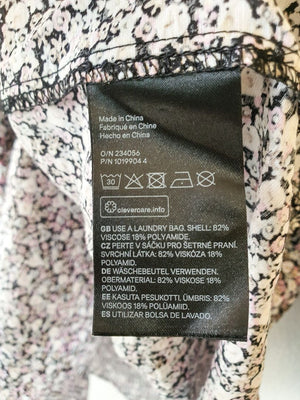 Made in China
Fabriqué en Chine
Hecho en China
O/N 234056
P/N 1019904 4
30
clevercare.info
GB USE A LAUNDRY BAG. SHELL: 82%
VISCOSE 18% POLYAMIDE.
CZ PERTE V SÁČKU PRO ŠETRNÉ PRANÍ.
SVRCHNÍ LÁTKA: 82% VISKÓZA 18%
POLYAMID.
DE WÄSCHEBEUTEL VERWENDEN.
OBERMATERIAL: 82% VISKOSE 18%
POLYAMID.
EE KASUTA PESUKOTTI. ÜMBRIS: 82%
VISKOOS 18% POLÜAMIID.
ES UTILIZAR BOLSA DE LAVADO.